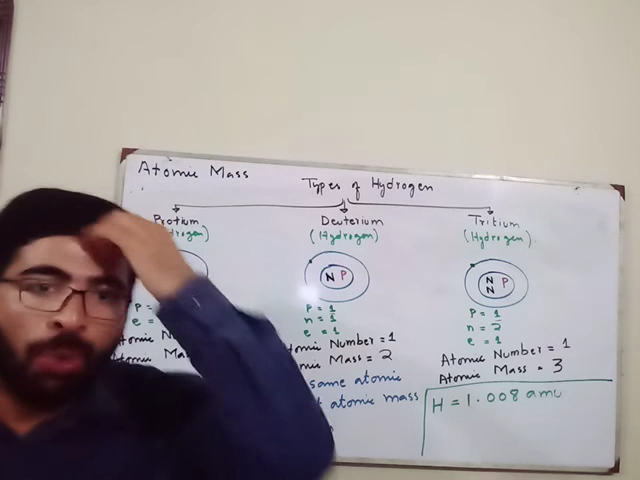 Atomic Mass
Types of Hydrogen
Protium
Deuterium
(Hydrogen)
Tritium
(Hydrogen)
N P
N P
N
P =
e =
P = 1
n = 1
e = 1
P = 1
n = 2
e = 1
Atomic Number = 1
Atomic Mass = 2
Atomic Number = 1
Atomic Mass = 3
same atomic
atomic mass
H = 1.008 amu